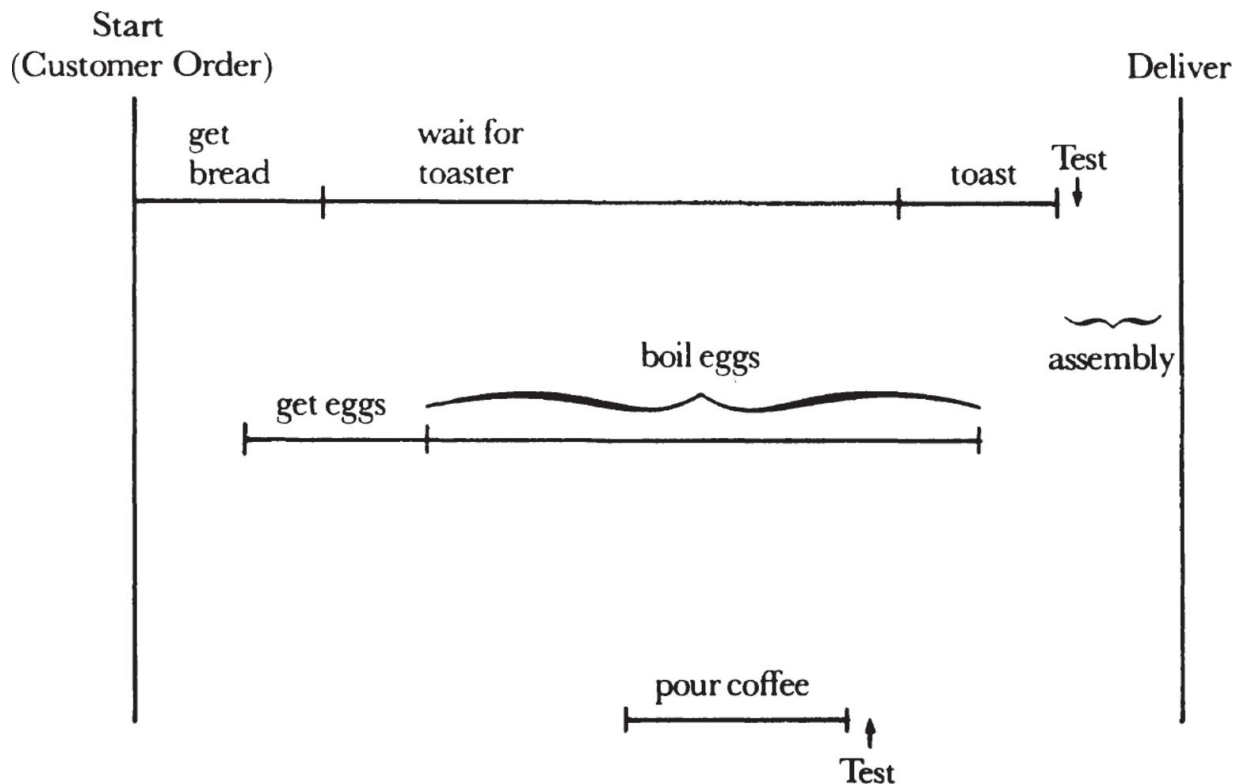 Start
(Customer Order)
Deliver
get
bread
wait for
toaster
toast
Test
assembly
boil eggs
get eggs
pour coffee
Test